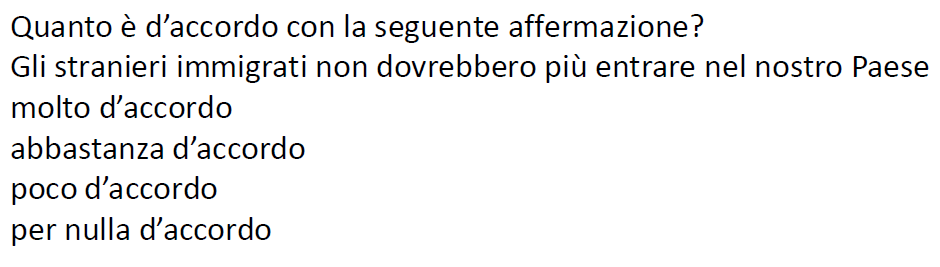 Quanto è d’accordo con la seguente affermazione?
Gli stranieri immigrati non dovrebbero più entrare nel nostro Paese
molto d’accordo
abbastanza d’accordo
poco d’accordo
per nulla d’accordo